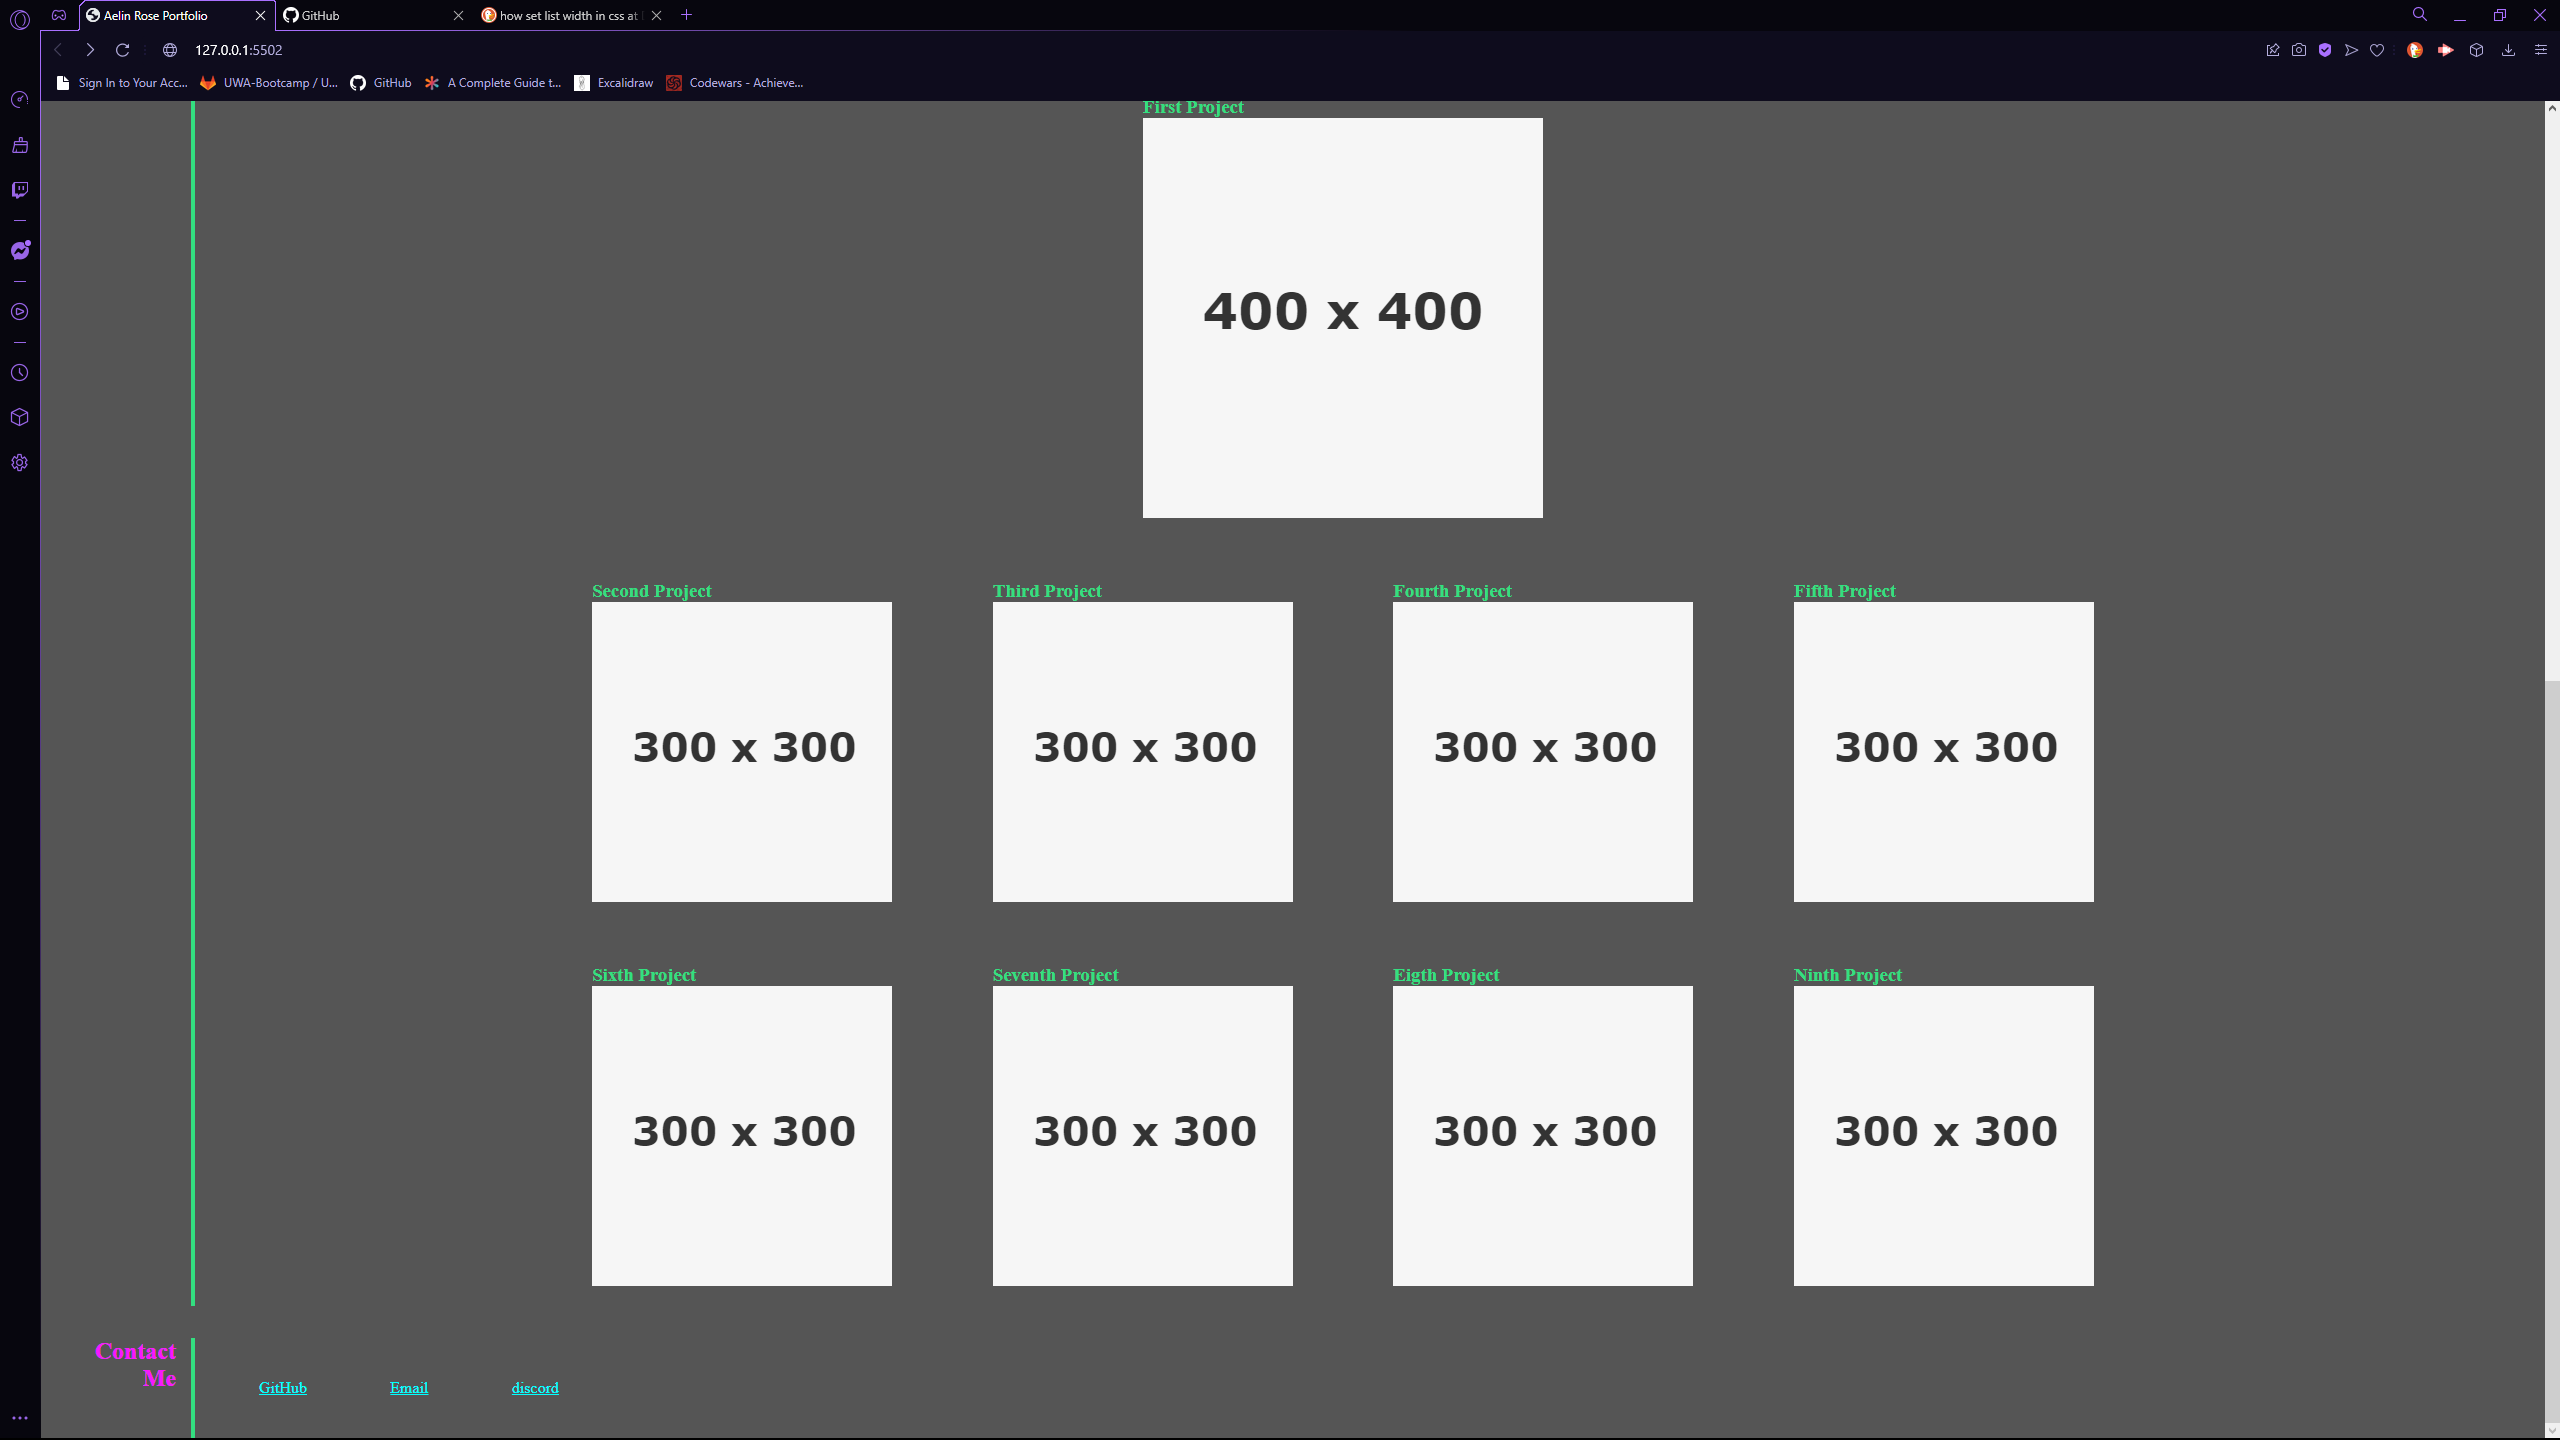 Aelin Rose Portfolio
GitHub
how set list width in css at
127.0.0.1:5502
Sign In to Your Acc...
UWA-Bootcamp / U...
GitHub
A Complete Guide t...
Excalidraw
Codewars - Achieve...
First Project
400 x 400
Second Project
Third Project
Fourth Project
Fifth Project
300 x 300
300 x 300
300 x 300
300 x 300
Sixth Project
Seventh Project
Eigth Project
Ninth Project
300 x 300
300 x 300
300 x 300
300 x 300
Contact
Me
GitHub
Email
discord